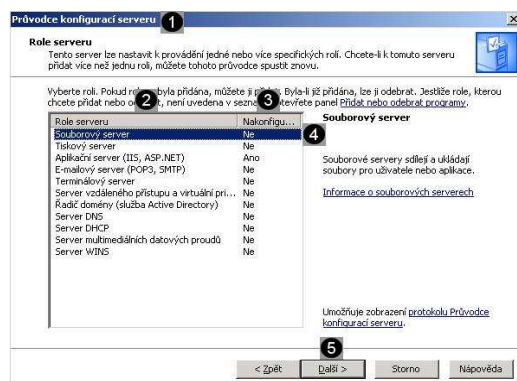 Průvodce konfigurací serveru 1
Role serveru
Tento server lze nastavit k provádění jedné nebo více specifických rolí. Chcete-li k tomuto serveru
přidat více než jednu roli, můžete tohoto průvodce spustit znovu.
Vyberte roli. Pokud byla přidána, můžete ji Byla-li již přidána, lze ji odebrat. Jestliže role, kterou
chcete přidat nebo není uvedena v otevřete panel Přidat nebo odebrat programy.
2 3
Role serveru Nakonfigu...
Souborový server Ne 4
Tiskový server Ne
Aplikační server (IIS, ASP.NET) Ano
E-mailový server (POP3, SMTP) Ne
Terminálový server Ne
Server vzdáleného přístupu a virtuální pri... Ne
Řadič domény (služba Active Directory) Ne
Server DNS Ne
Server DHCP Ne
Server multimediálních datových proudů Ne
Server WINS Ne
Souborový server
Souborové servery sdílejí a ukládají
soubory pro uživatele nebo aplikace.
Informace o souborových serverech
Umožňuje zobrazení protokolu Průvodce
konfigurací serveru.
5
< Zpět Další > Storno Nápověda